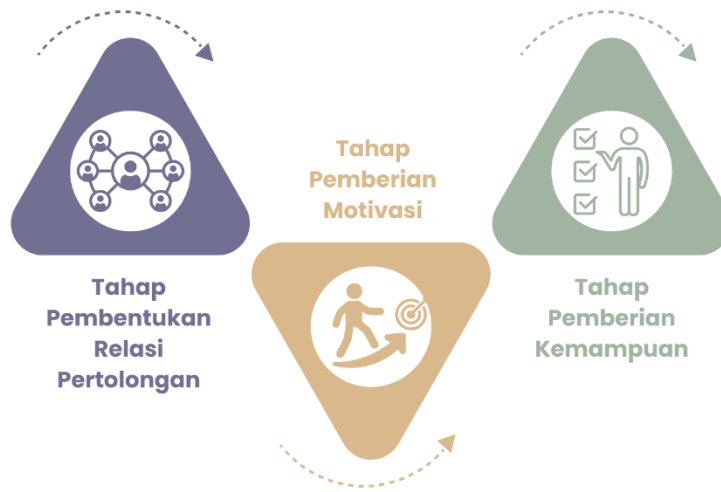 Tahap
Pembentukan
Relasi
Pertolongan
Tahap
Pemberian
Motivasi
Tahap
Pemberian
Kemampuan